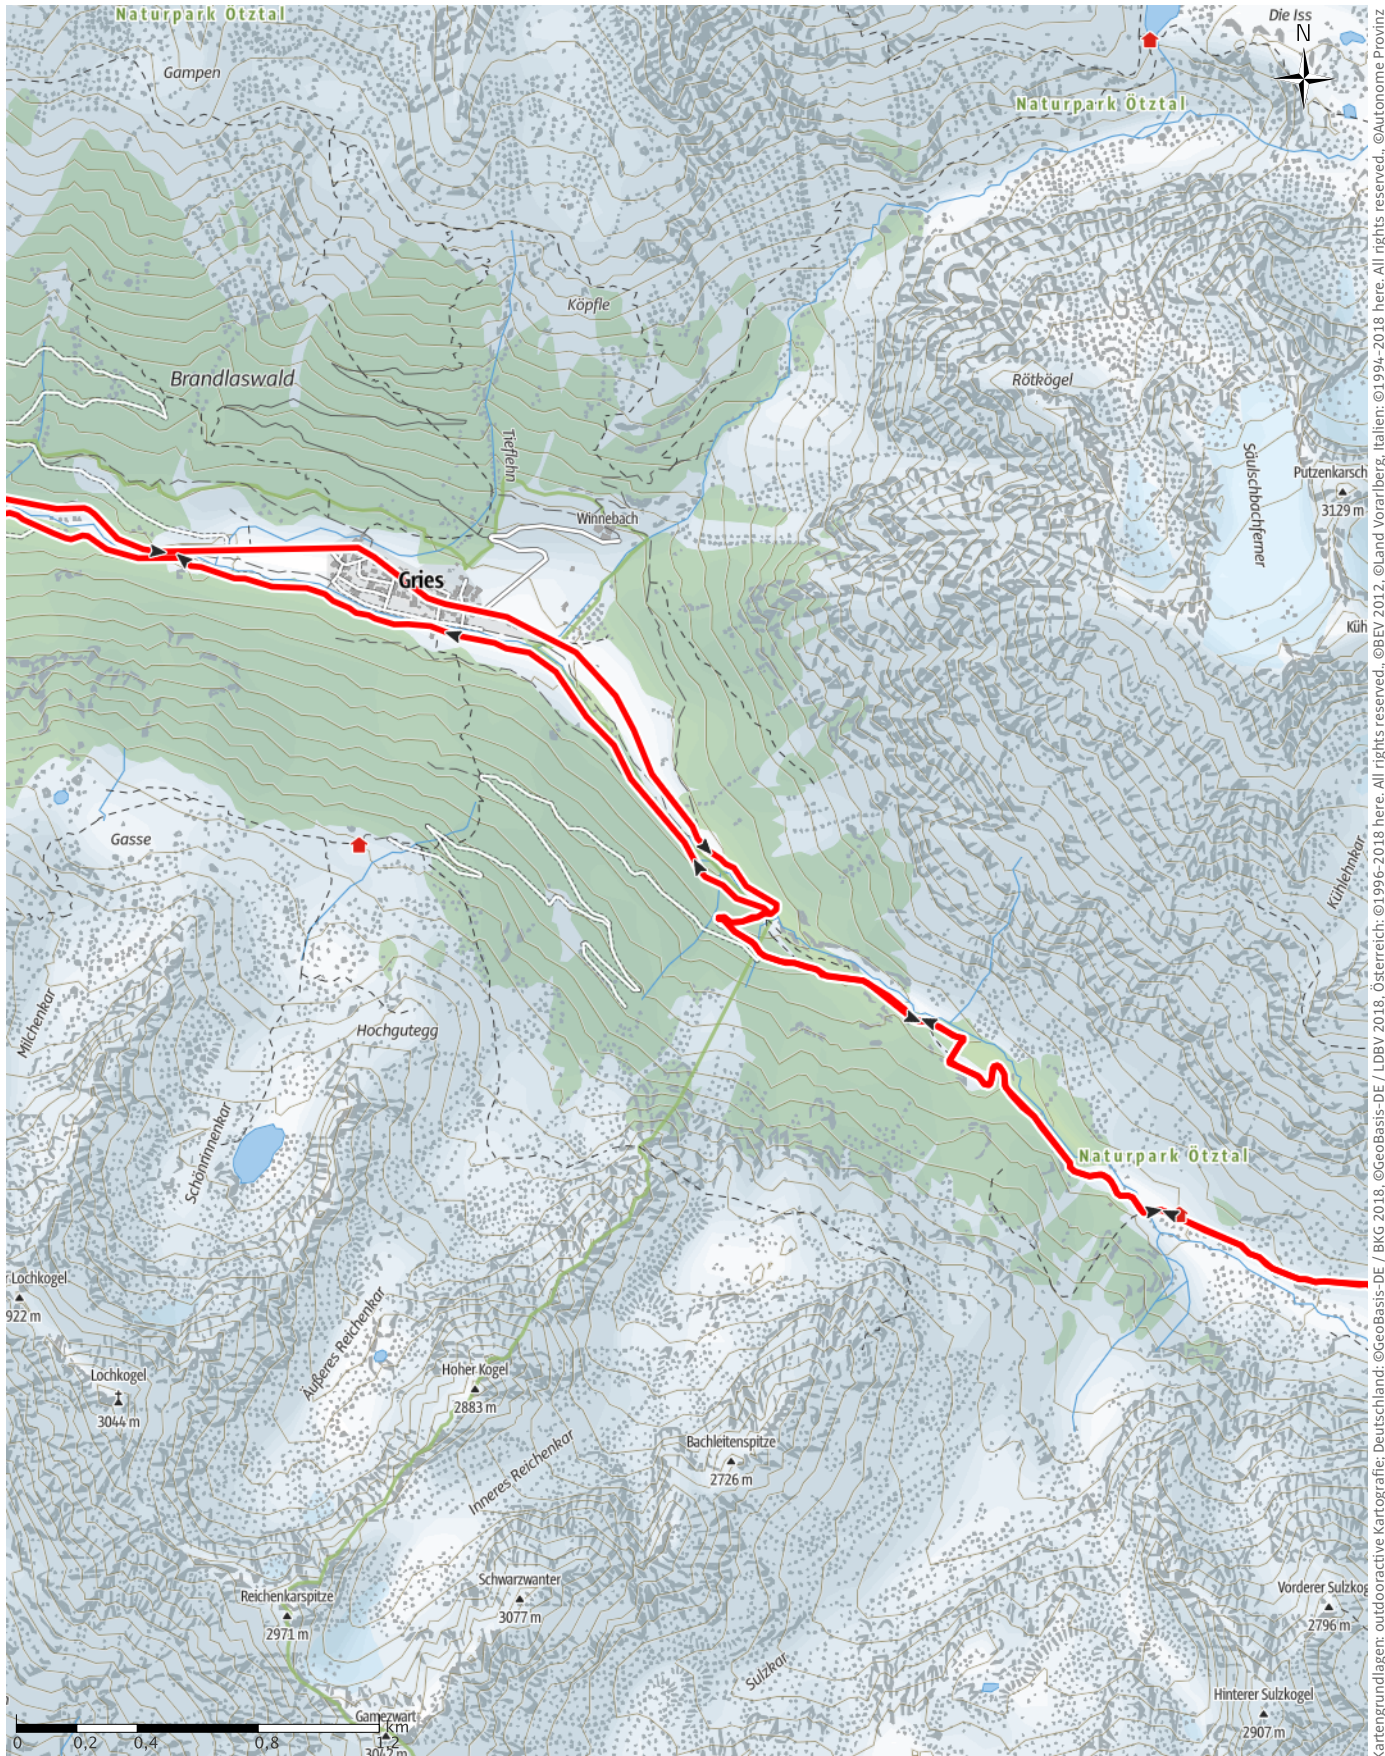 Naturpark Ötztal
Die Iss
N
Gampen
Naturpark Ötztal
Köpfle
Brandlaswald
Rötkögel
Tieflehn
Säulschbachferner
Putzenkarsch
3129 m
Winnebach
Gries
Küh
Gasse
Kühlehnkar
Milchenkar
Hochgutegg
Schönrinnenkar
Naturpark Ötztal
r Lochkogel
922 m
Äußeres Reichenkar
Lochkogel
3044 m
Hoher Kogel
2883 m
Inneres Reichenkar
Bachleitenspitze
2726 m
Schwarzwanter
3077 m
Reichenkarspitze
2971 m
Vorderer Sulzkog
2796 m
Sulzkar
Hinterer Sulzkogel
2907 m
Gamezwart
km
0 0,2 0,4 0,8 1,2
artengrundlagen: outdooractive Kartografie; Deutschland: ©GeoBasis-DE / BKG 2018, ©GeoBasis-DE / LDBV 2018, Österreich: ©1996-2018 here. All rights reserved., ©BEV 2012, ©Land Vorarlberg, Italien: ©1994-2018 here. All rights reserved., ©Autonome Provinz